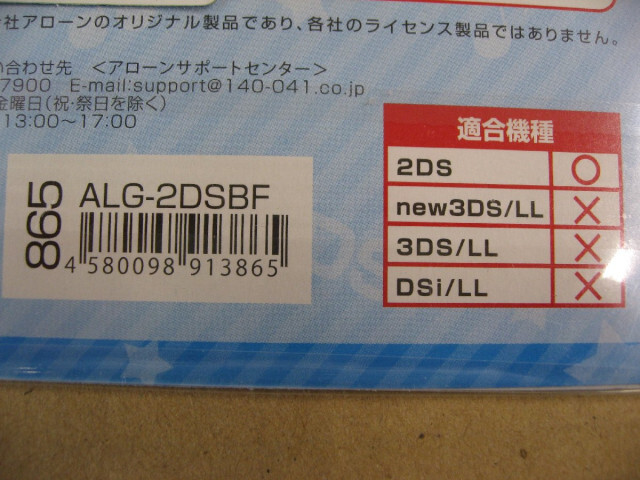 社アローンのオリジナル製品であり、各社のライセンス製品ではありません。
い合わせ先 <アローンサポートセンター>
7900 E-mail:support@140-041.co.jp
金曜日(祝・祭日を除く)
13:00〜17:00
適合機種
2DS ○
new3DS/LL ×
3DS/LL ×
DSi/LL ×
865
ALG-2DSBF
4 580098 913865